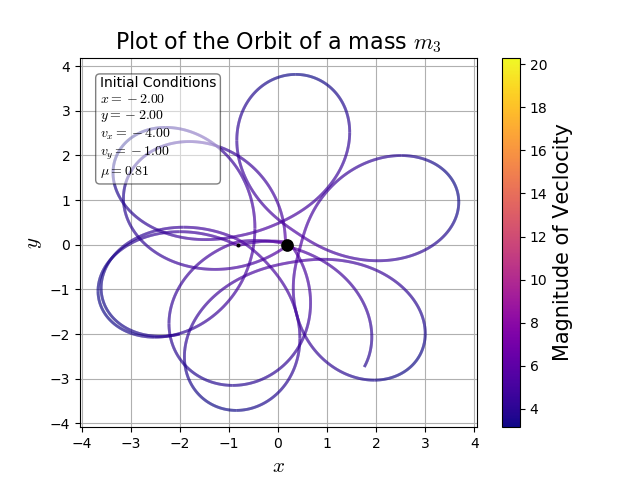 Plot of the Orbit of a mass m₃
Initial Conditions
x = −2.00
y = −2.00
vₓ = −4.00
v_y = −1.00
μ = 0.81
4
3
2
1
0
−1
−2
−3
−4
y
−4 −3 −2 −1 0 1 2 3 4
x
20
18
16
14
12
10
8
6
4
Magnitude of Veclocity